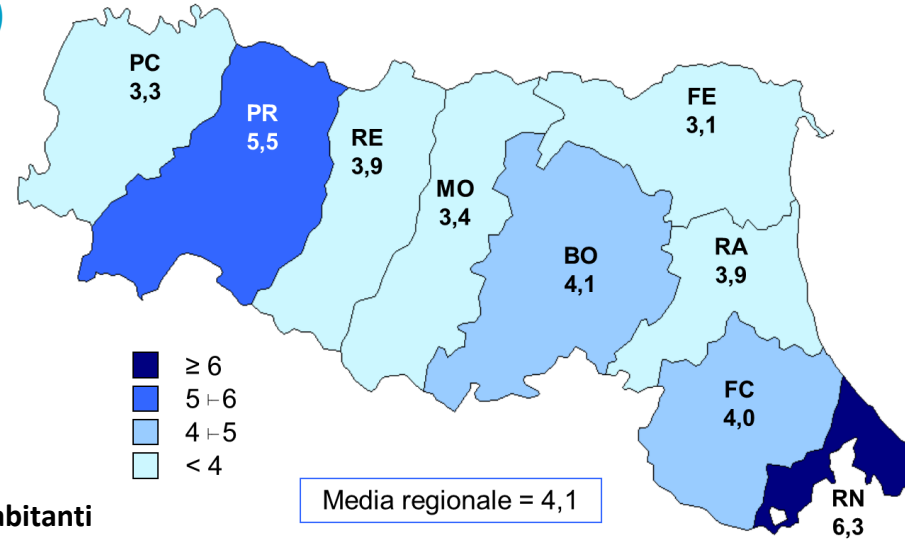 PC
3,3
PR
5,5
RE
3,9
MO
3,4
FE
3,1
BO
4,1
RA
3,9
FC
4,0
RN
6,3
≥ 6
5 ⊢6
4 ⊢5
< 4
Media regionale = 4,1